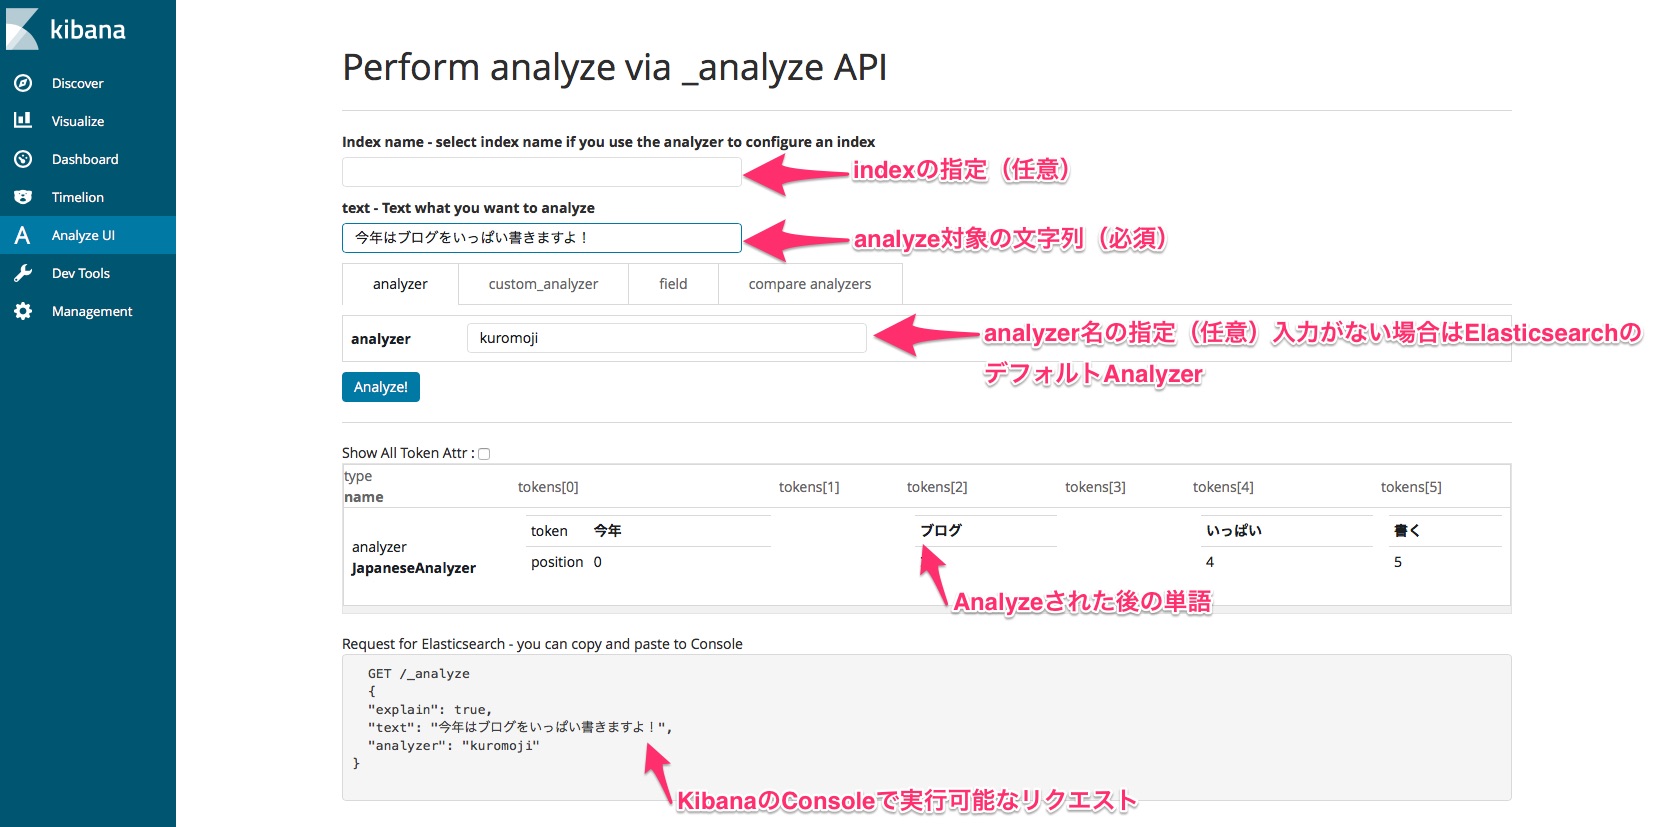 kibana
Discover
Visualize
Dashboard
Timelion
Analyze UI
Dev Tools
Management
Perform analyze via _analyze API
Index name - select index name if you use the analyzer to configure an index
indexの指定（任意）
text - Text what you want to analyze
今年はブログをいっぱい書きますよ！
analyze対象の文字列（必須）
analyzer custom_analyzer field compare analyzers
analyzer kuromoji
analyzer名の指定（任意）入力がない場合はElasticsearchの
デフォルトAnalyzer
Analyze!
Show All Token Attr :
type
name
tokens[0] tokens[1] tokens[2] tokens[3] tokens[4] tokens[5]
token 今年 ブログ いっぱい 書く
analyzer
JapaneseAnalyzer
position 0 4 5
Analyzeされた後の単語
Request for Elasticsearch - you can copy and paste to Console
GET /_analyze
{
"explain": true,
"text": "今年はブログをいっぱい書きますよ！",
"analyzer": "kuromoji"
}
KibanaのConsoleで実行可能なリクエスト